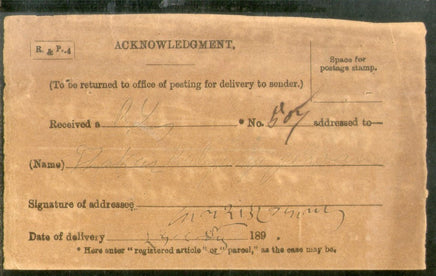 R. & P.-4
ACKNOWLEDGMENT.
Space for
postage stamp.
(To be returned to office of posting for delivery to sender.)
Received a * No. 507 addressed to—
(Name)
Signature of addressee
Date of delivery 189 .
* Here enter "registered article" or "parcel," as the case may be.